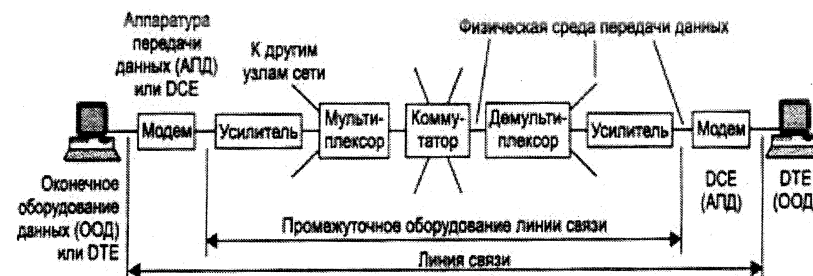 Аппаратура
передачи
данных (АПД)
или DCE
К другим
узлам сети
Физическая среда передачи данных
Модем
Усилитель
Мульти-
плексор
Комму-
татор
Демульти-
плексор
Усилитель
Модем
Оконечное
оборудование
данных (ООД)
или DTE
DCE
(АПД)
DTE
(ООД)
Промежуточное оборудование линии связи
Линия связи